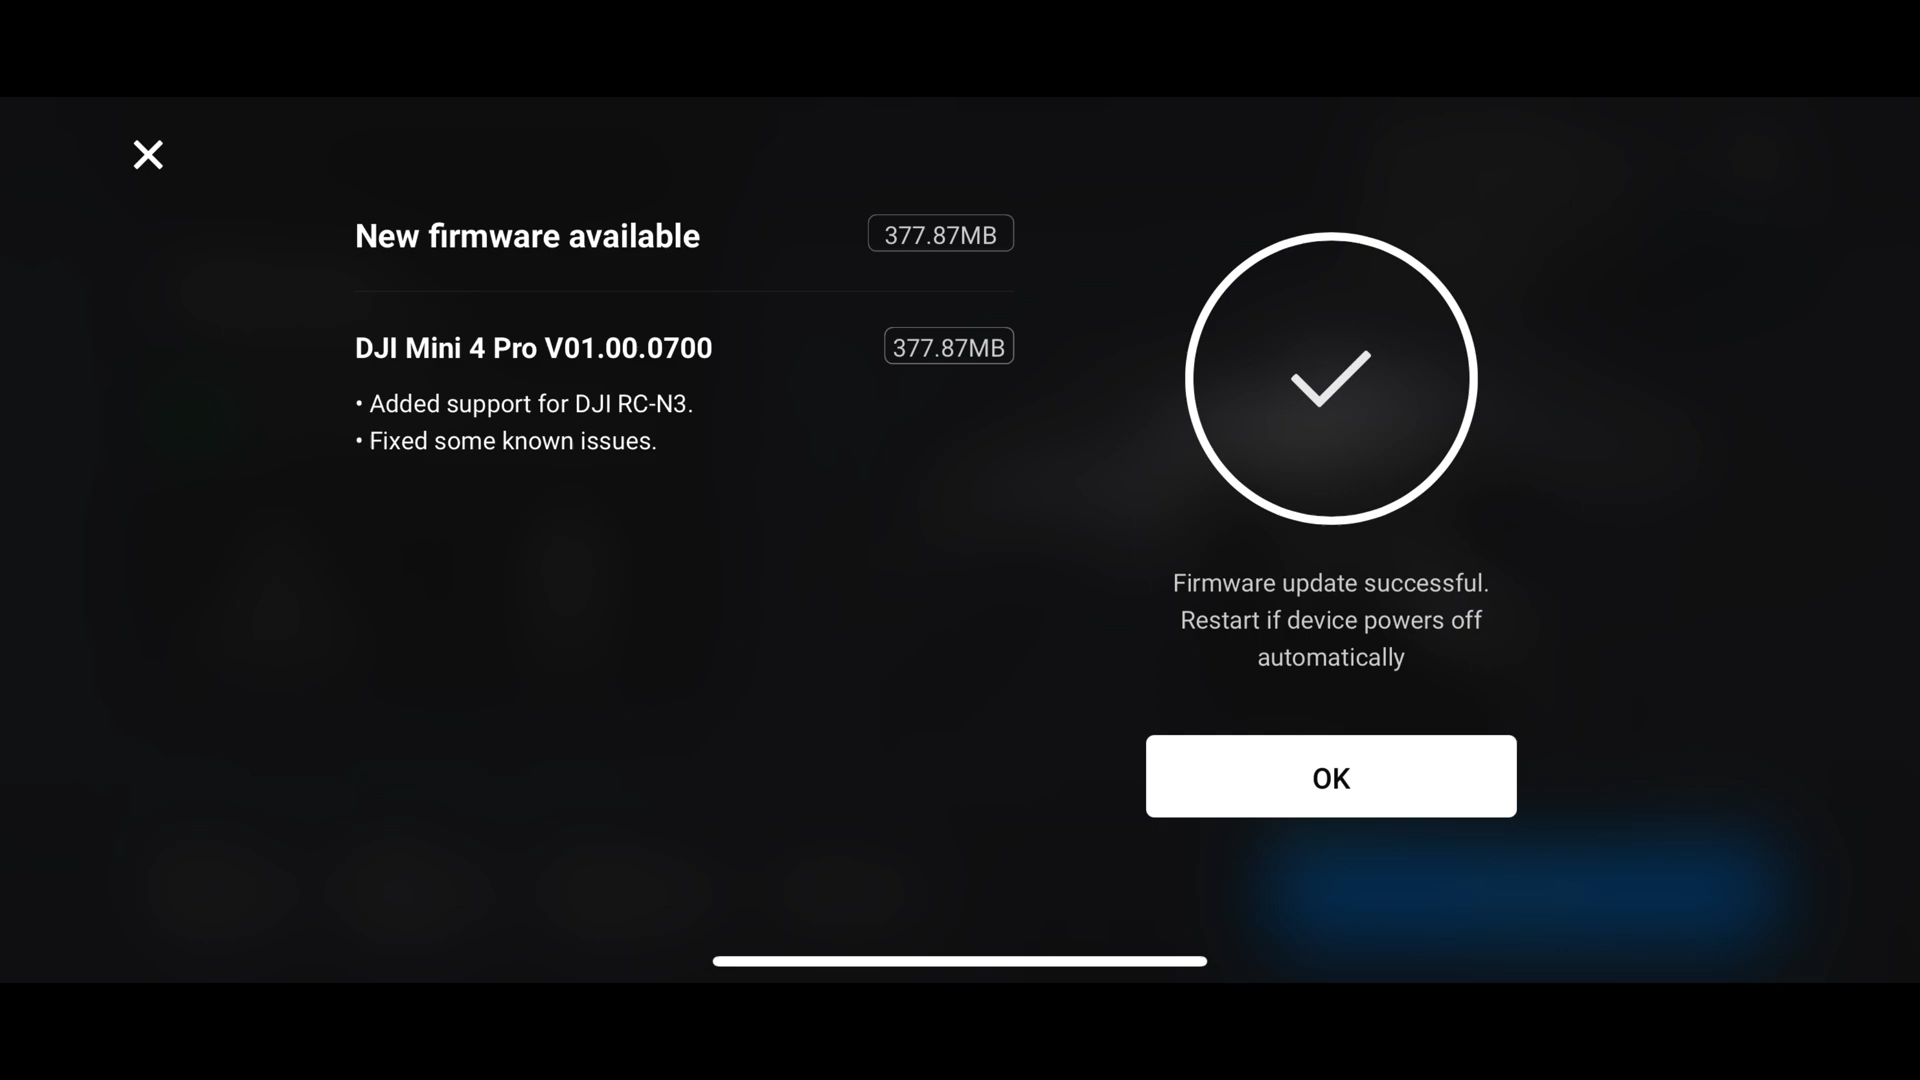 New firmware available
377.87MB
DJI Mini 4 Pro V01.00.0700
377.87MB
• Added support for DJI RC-N3.
• Fixed some known issues.
Firmware update successful.
Restart if device powers off
automatically
OK